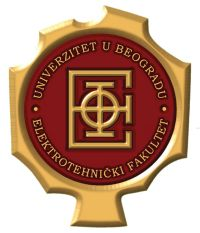 UNIVERZITET U BEOGRADU
ELEKTROTEHNIČKI FAKULTET